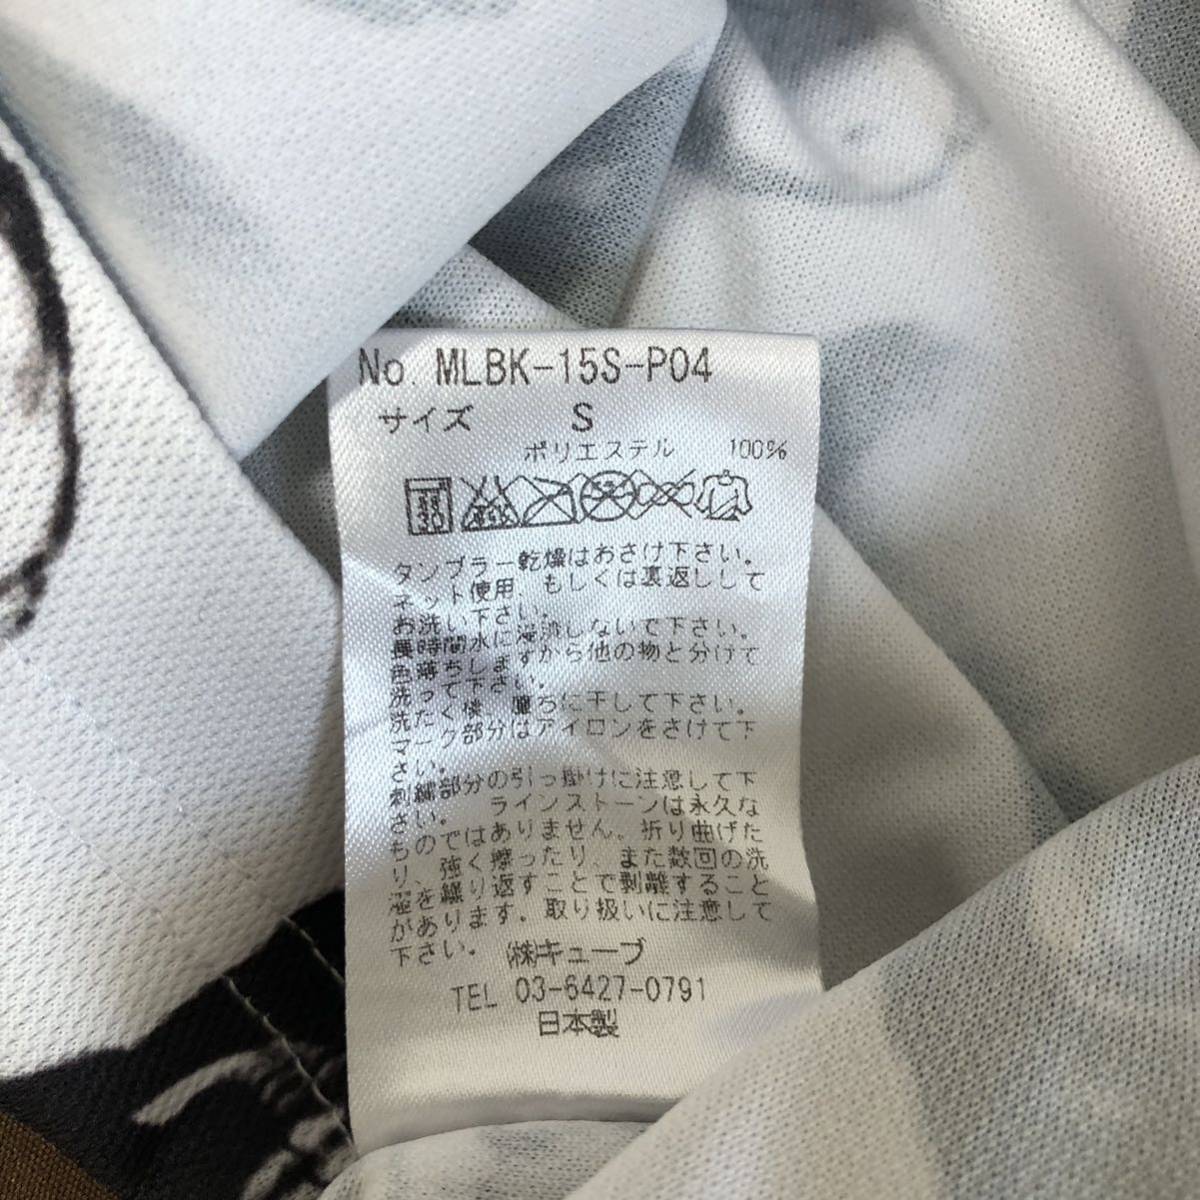 No. MLBK-15S-P04
サイズ S
ポリエステル 100%
タンブラー乾燥はおさけ下さい。
ネット使用、もしくは裏返しして
お洗い下さい。
長時間水に浸漬しないで下さい。
色落ちしますから他の物と分けて
洗って下さい。
洗たく後、直ちに干して下さい。
マーク部分はアイロンをさけて下
さい。
刺繍部分の引っ掛けに注意して下
さい。 ラインストーンは永久な
ものではありません。折り曲げた
り、強く擦ったり、また数回の洗
濯を繰り返すことで剥離すること
があります。取り扱いに注意して
下さい。 ㈱キューブ
TEL 03-6427-0791
日本製